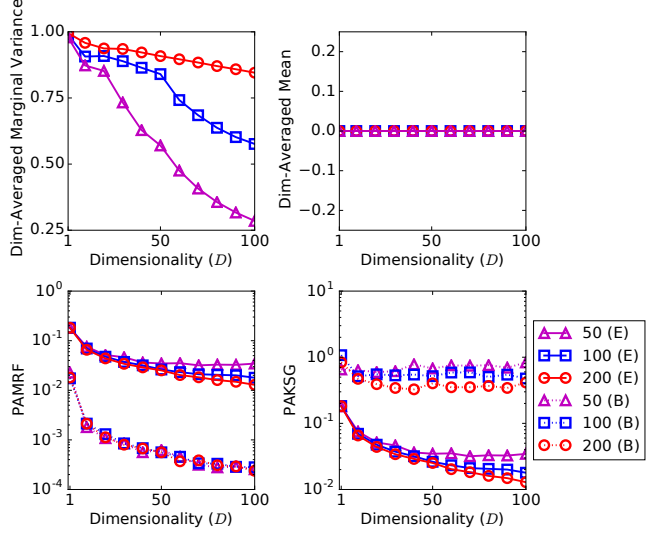 Dim-Averaged Marginal Variance
1.00
0.75
0.50
0.25
1
50
100
Dimensionality (D)
Dim-Averaged Mean
0.2
0.1
0.0
−0.1
−0.2
1
50
100
Dimensionality (D)
PAMRF
10^0
10^-1
10^-2
10^-3
10^-4
1
50
100
Dimensionality (D)
PAKSG
10^1
10^0
10^-1
10^-2
1
50
100
Dimensionality (D)
50 (E)
100 (E)
200 (E)
50 (B)
100 (B)
200 (B)